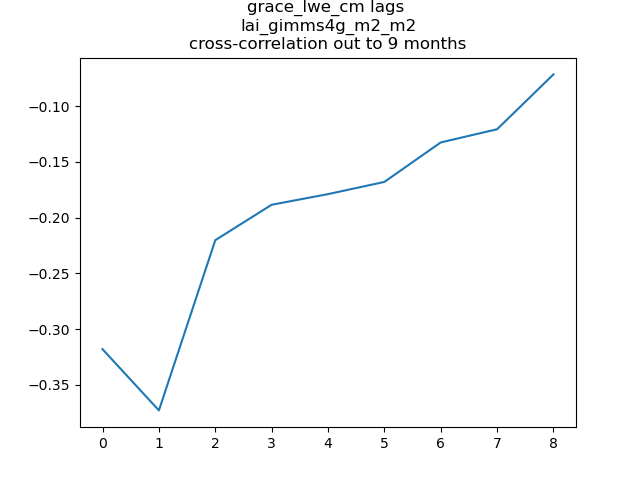 grace_lwe_cm lags
lai_gimms4g_m2_m2
cross-correlation out to 9 months
−0.10
−0.15
−0.20
−0.25
−0.30
−0.35
0 1 2 3 4 5 6 7 8